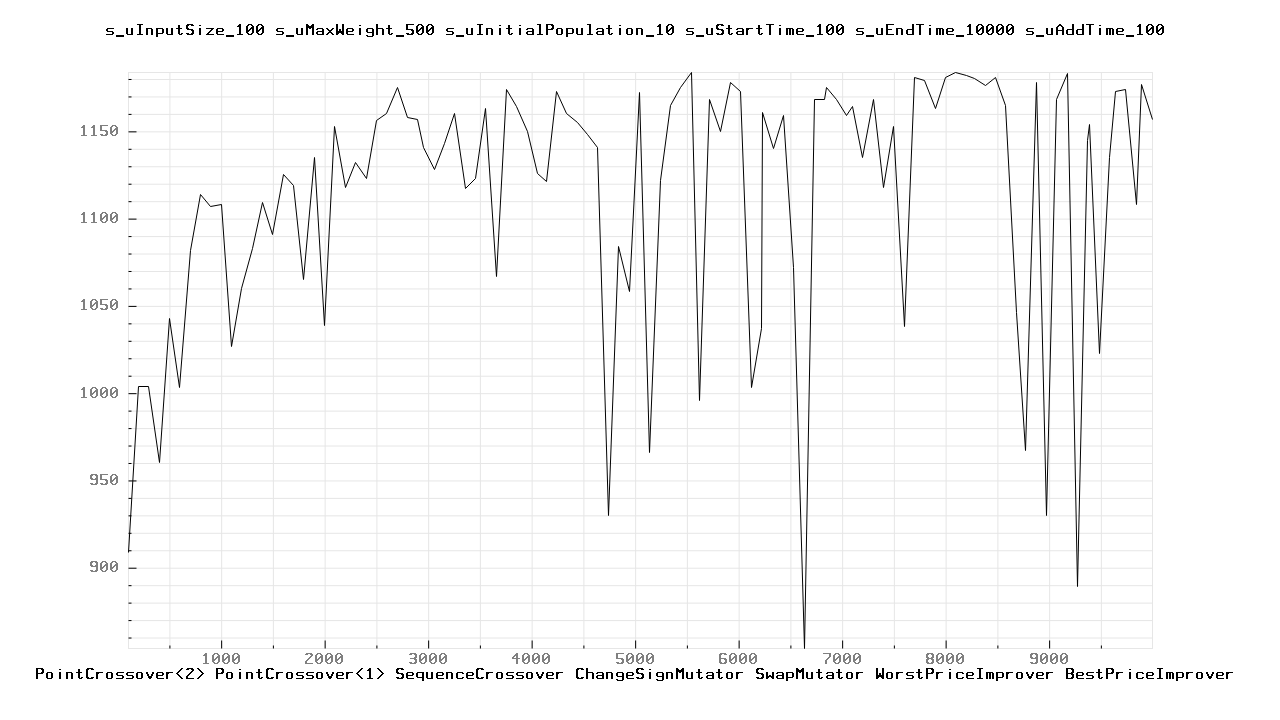 s_uInputSize_100 s_uMaxWeight_500 s_uInitialPopulation_10 s_uStartTime_100 s_uEndTime_10000 s_uAddTime_100
1150
1100
1050
1000
950
900
1000 2000 3000 4000 5000 6000 7000 8000 9000
PointCrossover<2> PointCrossover<1> SequenceCrossover ChangeSignMutator SwapMutator WorstPriceImprover BestPriceImprover